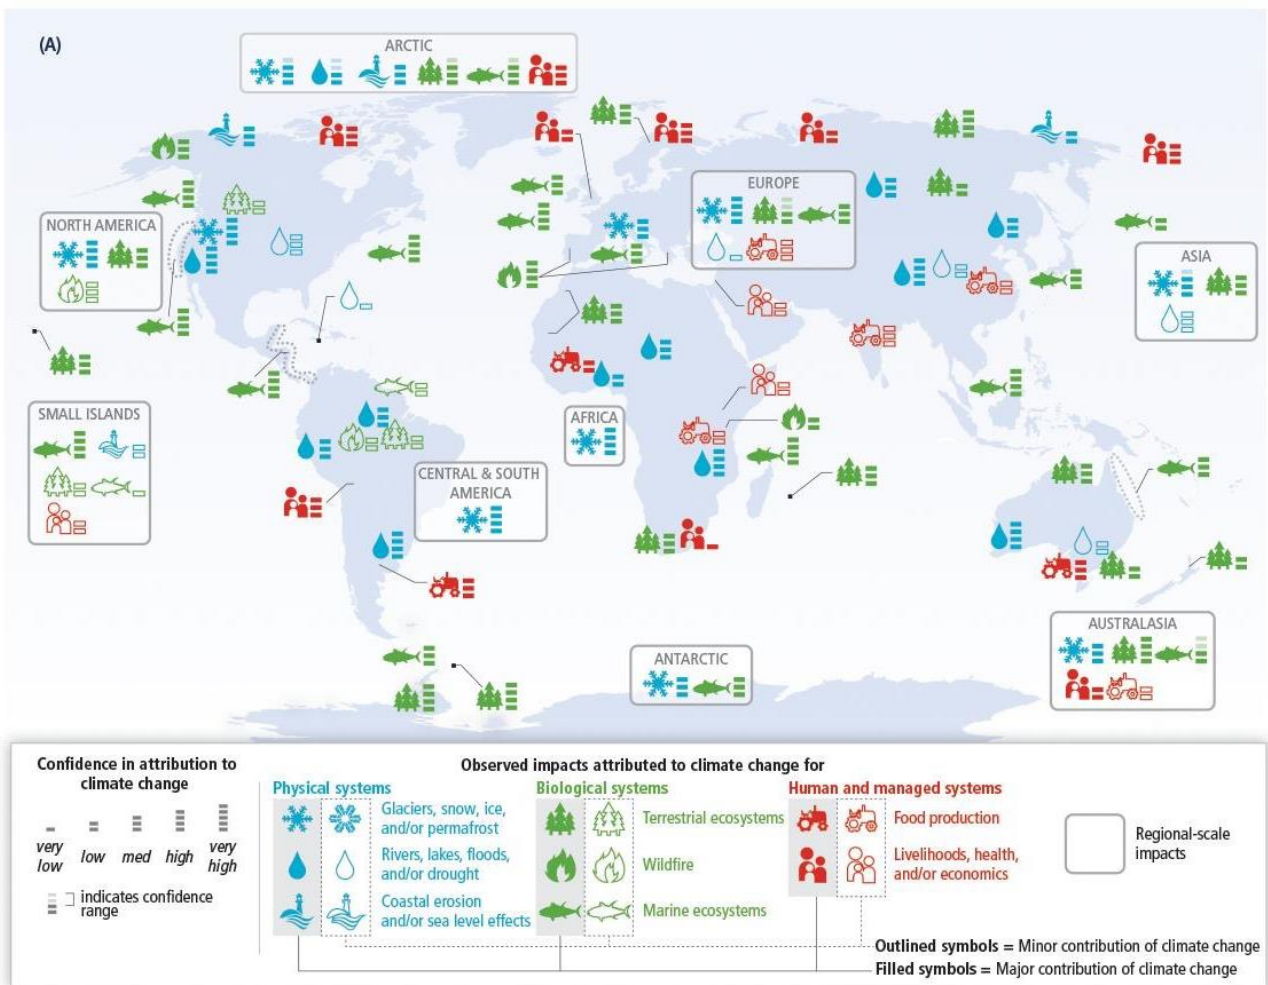 (A)
ARCTIC
NORTH AMERICA
EUROPE
ASIA
SMALL ISLANDS
AFRICA
CENTRAL & SOUTH
AMERICA
AUSTRALASIA
ANTARCTIC
Confidence in attribution to
climate change
very
low
low
med
high
very
high
indicates confidence
range
Observed impacts attributed to climate change for
Physical systems
Glaciers, snow, ice,
and/or permafrost
Rivers, lakes, floods,
and/or drought
Coastal erosion
and/or sea level effects
Biological systems
Terrestrial ecosystems
Wildfire
Marine ecosystems
Human and managed systems
Food production
Livelihoods, health,
and/or economics
Regional-scale
impacts
Outlined symbols = Minor contribution of climate change
Filled symbols = Major contribution of climate change